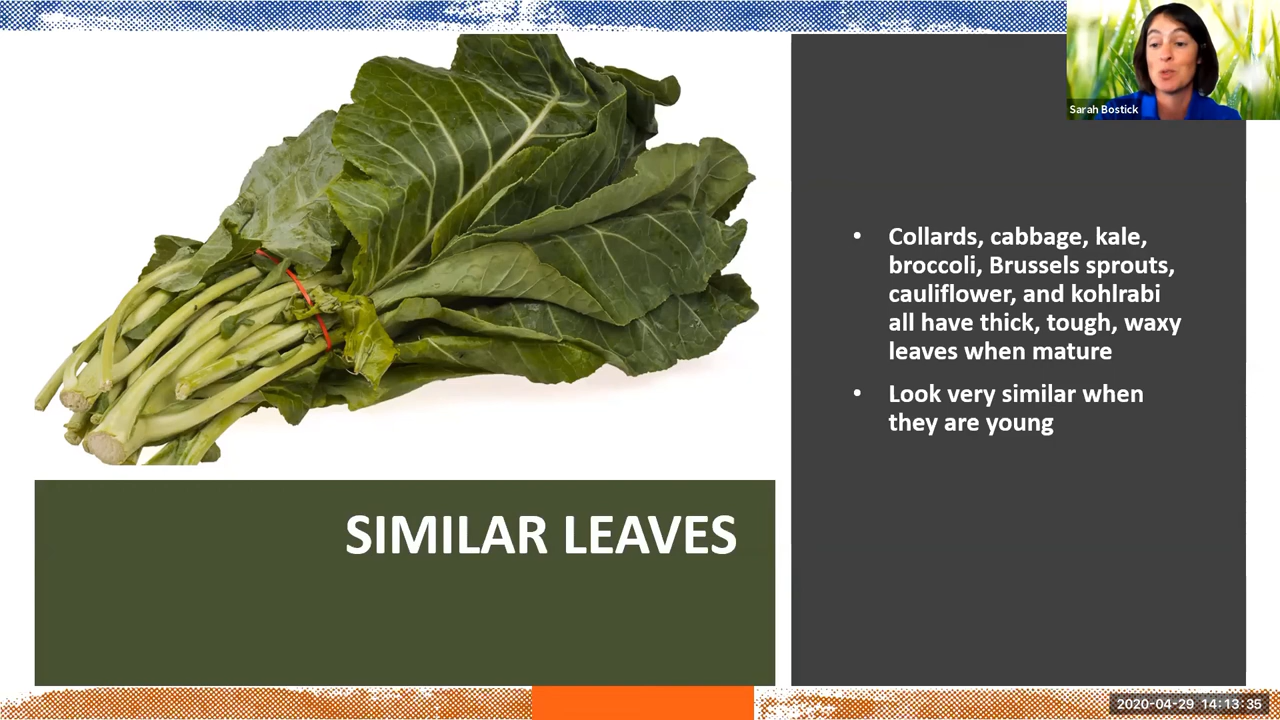 Sarah Bostick
• Collards, cabbage, kale,
broccoli, Brussels sprouts,
cauliflower, and kohlrabi
all have thick, tough, waxy
leaves when mature
• Look very similar when
they are young
SIMILAR LEAVES
2020-04-29 14:13:35